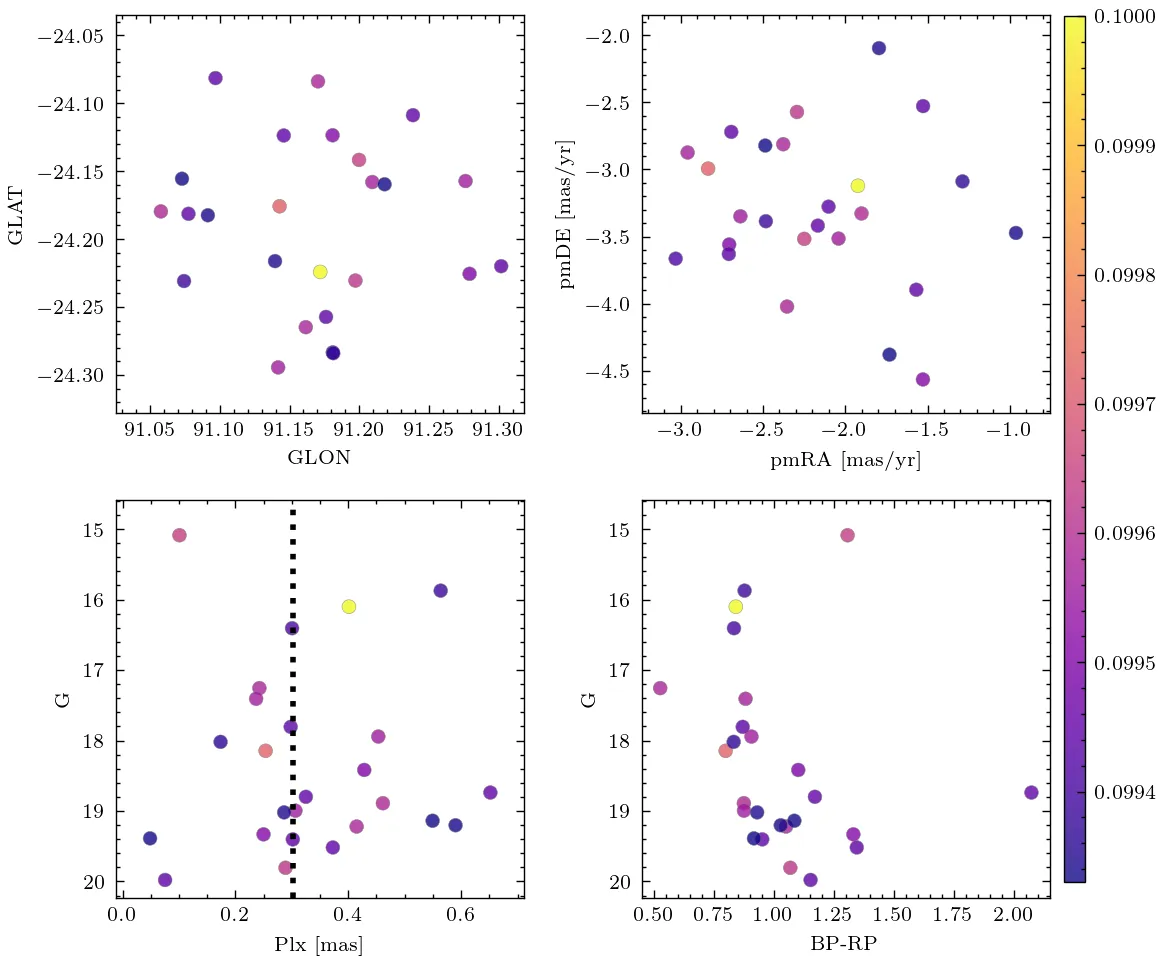 −24.05
−24.10
−24.15
−24.20
−24.25
−24.30
GLAT
91.05 91.10 91.15 91.20 91.25 91.30
GLON
−2.0
−2.5
−3.0
−3.5
−4.0
−4.5
pmDE [mas/yr]
−3.0 −2.5 −2.0 −1.5 −1.0
pmRA [mas/yr]
0.1000
0.0999
0.0998
0.0997
0.0996
0.0995
0.0994
15
16
17
18
19
20
G
0.0 0.2 0.4 0.6
Plx [mas]
15
16
17
18
19
20
G
0.50 0.75 1.00 1.25 1.50 1.75 2.00
BP-RP